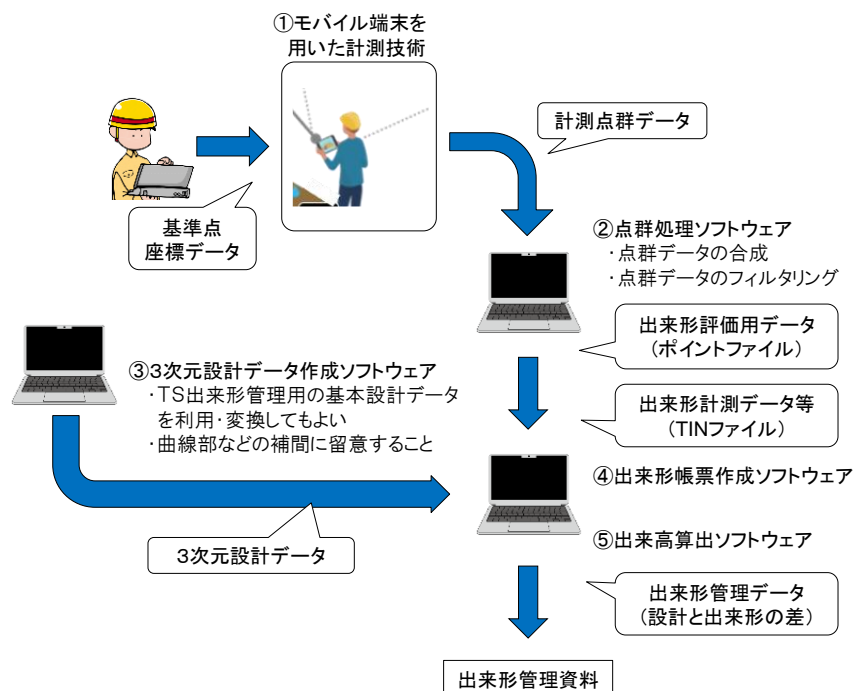 ①モバイル端末を
用いた計測技術
計測点群データ
基準点
座標データ
②点群処理ソフトウェア
・点群データの合成
・点群データのフィルタリング
出来形評価用データ
(ポイントファイル)
③3次元設計データ作成ソフトウェア
・TS出来形管理用の基本設計データ
を利用・変換してもよい
・曲線部などの補間に留意すること
出来形計測データ等
(TINファイル)
④出来形帳票作成ソフトウェア
3次元設計データ
⑤出来高算出ソフトウェア
出来形管理データ
(設計と出来形の差)
出来形管理資料